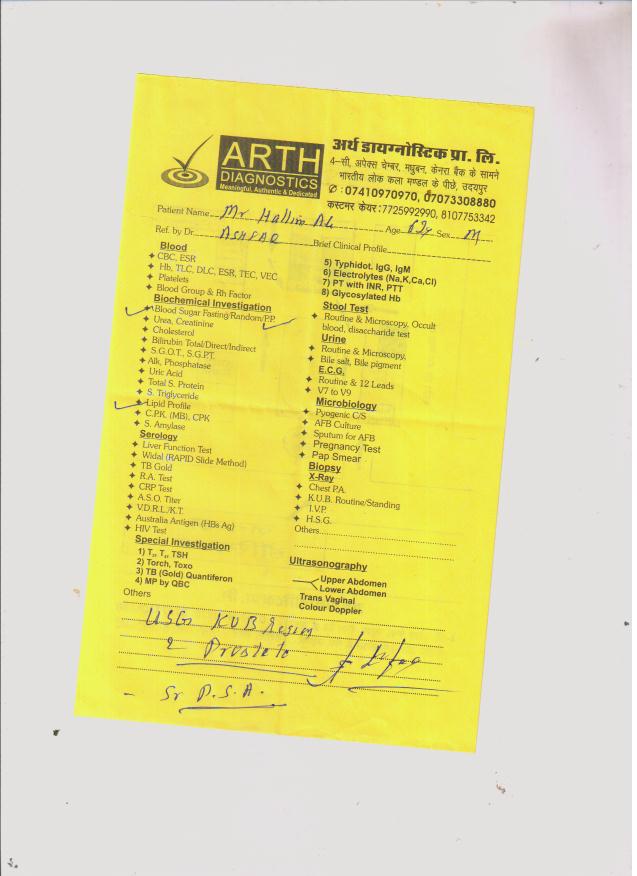 ARTH
DIAGNOSTICS
Meaningful, Authentic & Dedicated
अर्थ डायग्नोस्टिक प्रा. लि.
4–सी, अपेक्स चेम्बर, मधुबन, केनरा बैंक के सामने
भारतीय लोक कला मण्डल के पीछे, उदयपुर
✆ : 07410970970, 07073308880
कस्टमर केयर :7725992990, 8107753342
Patient Name Mr Age 62y Sex M
Ref. by Dr. ASHFAQ Brief Clinical Profile
Blood
CBC, ESR
Hb, TLC, DLC, ESR, TEC, VEC
Platelets
Blood Group & Rh Factor
Biochemical Investigation
Blood Sugar Fasting/Random/P.P.
Urea, Creatinine
Cholesterol
Bilirubin Total/Direct/Indirect
S.G.O.T., S.G.P.T.
Alk, Phosphatase
Uric Acid
Total S. Protein
S. Triglyceride
Lipid Profile
C.P.K. (MB), CPK
S. Amylase
Serology
Liver Function Test
Widal (RAPID Slide Method)
TB Gold
R.A. Test
CRP Test
A.S.O. Titer
V.D.R.L./K.T.
Australia Antigen (HBs Ag)
HIV Test
Special Investigation
1) T₃, T₄, TSH
2) Torch, Toxo
3) TB (Gold) Quantiferon
4) MP by QBC
5) Typhidot. IgG, IgM
6) Electrolytes (Na,K,Ca,Cl)
7) PT with INR, PTT
8) Glycosylated Hb
Stool Test
Routine & Microscopy, Occult
blood, disaccharide test
Urine
Routine & Microscopy.
Bile salt, Bile pigment
E.C.G.
Routine & 12 Leads
V7 to V9
Microbiology
Pyogenic C/S
AFB Culture
Sputum for AFB
Pregnancy Test
Pap Smear
Biopsy
X-Ray
Chest P.A.
K.U.B. Routine/Standing
I.V.P.
H.S.G.
Others
Ultrasonography
Upper Abdomen
Lower Abdomen
Trans Vaginal
Colour Doppler
Others
USG KUB Region
Prostate
– Sr P.S.A.